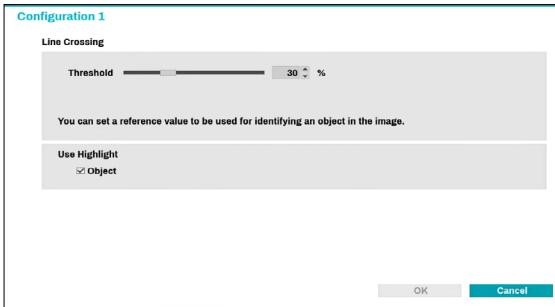 Configuration 1
Line Crossing
Threshold 30 %
You can set a reference value to be used for identifying an object in the image.
Use Highlight
Object
OK Cancel